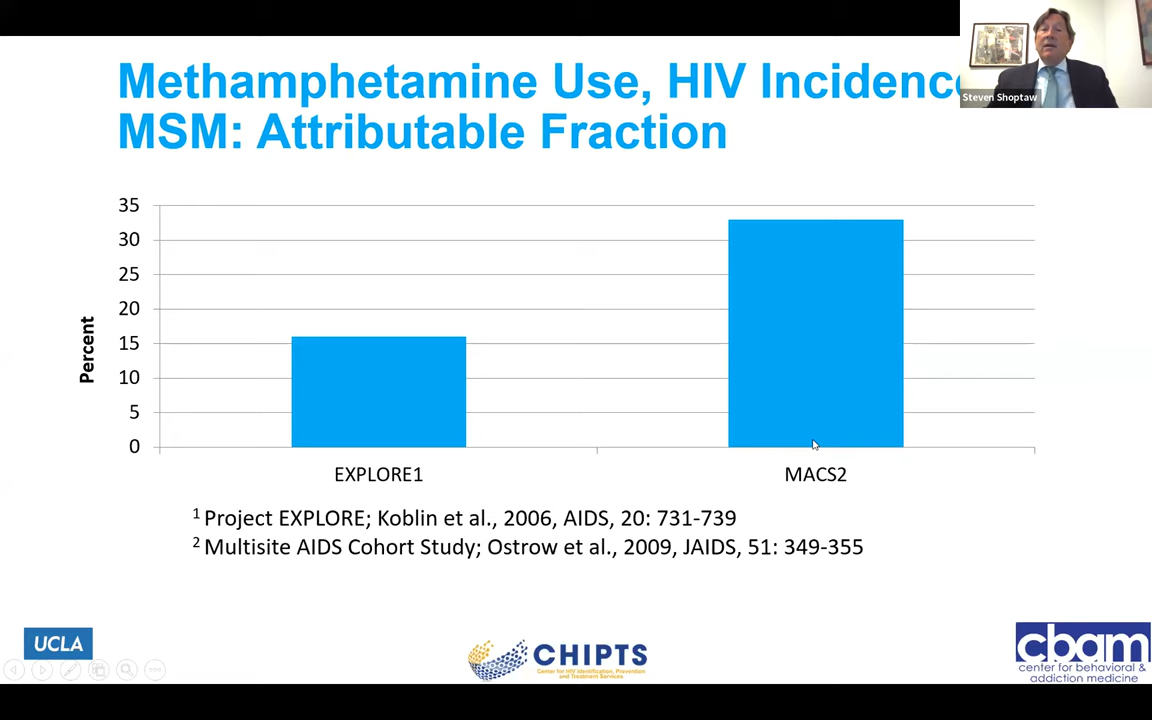 Methamphetamine Use, HIV Incidence
MSM: Attributable Fraction
Steven Shoptaw
Percent
35
30
25
20
15
10
5
0
EXPLORE1
MACS2
1 Project EXPLORE; Koblin et al., 2006, AIDS, 20: 731-739
2 Multisite AIDS Cohort Study; Ostrow et al., 2009, JAIDS, 51: 349-355
UCLA
CHIPTS
Center for HIV Identification, Prevention
and Treatment Services
cbam
center for behavioral &
addiction medicine